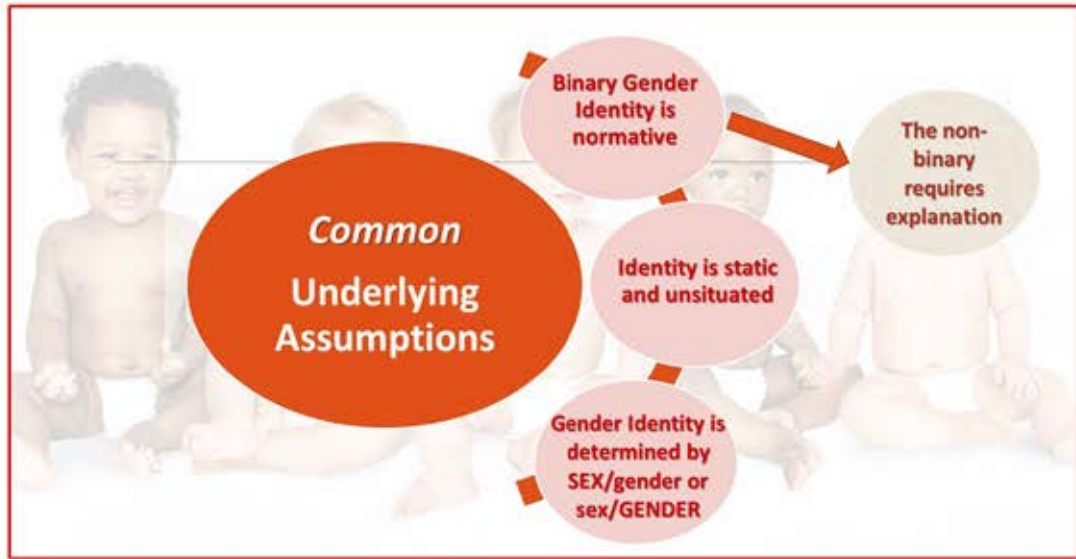 Common
Underlying
Assumptions
Binary Gender
Identity is
normative
The non-
binary
requires
explanation
Identity is static
and unsituated
Gender Identity is
determined by
SEX/gender or
sex/GENDER